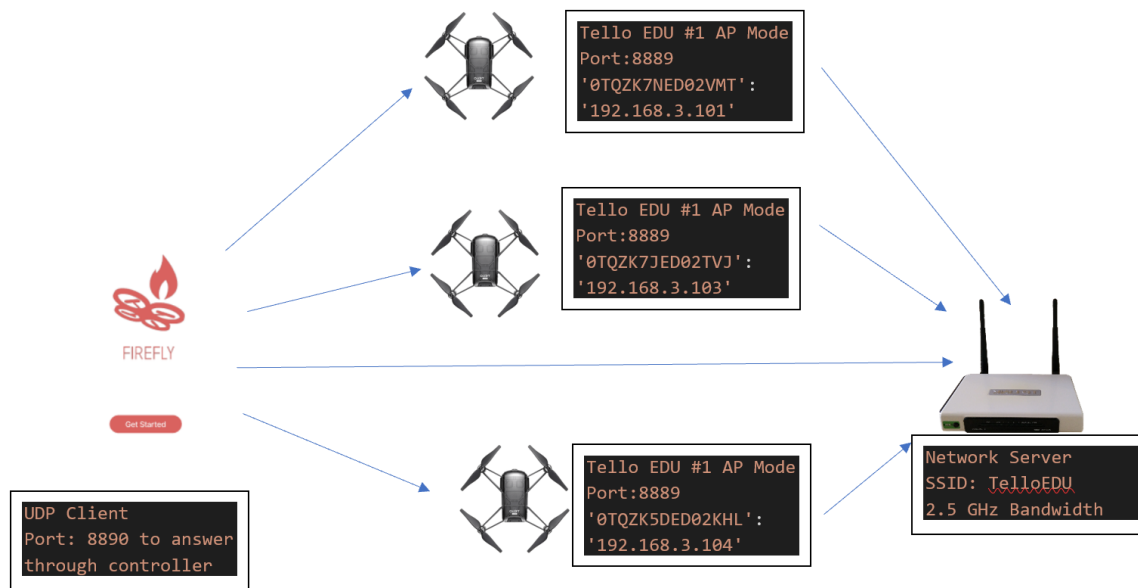 Tello EDU #1 AP Mode
Port:8889
'0TQZK7NED02VMT':
'192.168.3.101'
Tello EDU #1 AP Mode
Port:8889
'0TQZK7JED02TVJ':
'192.168.3.103'
FIREFLY
Get Started
Tello EDU #1 AP Mode
Port:8889
'0TQZK5DED02KHL':
'192.168.3.104'
Network Server
SSID: TelloEDU
2.5 GHz Bandwidth
UDP Client
Port: 8890 to answer
through controller